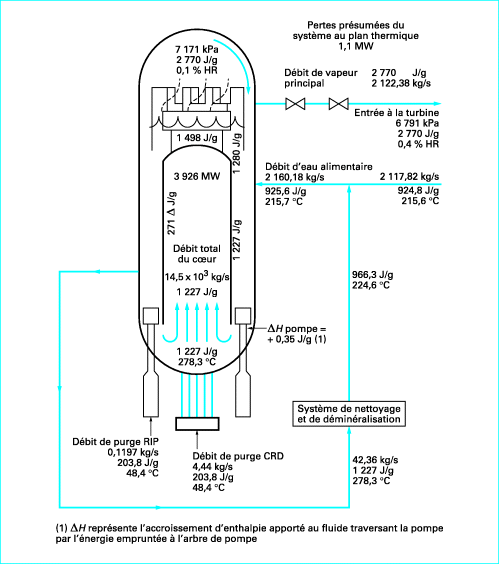 Pertes présumées du
système au plan thermique
1,1 MW
7 171 kPa
2 770 J/g
0,1 % HR
Débit de vapeur
principal
2 770 J/g
2 122,38 kg/s
Entrée à la turbine
6 791 kPa
2 770 J/g
0,4 % HR
1 498 J/g
1 280 J/g
3 926 MW
Débit d'eau alimentaire
2 160,18 kg/s
2 117,82 kg/s
925,6 J/g
215,7 °C
924,8 J/g
215,6 °C
271 Δ J/g
1 227 J/g
Débit total
du cœur
14,5 x 10³ kg/s
1 227 J/g
966,3 J/g
224,6 °C
ΔH pompe =
+ 0,35 J/g (1)
1 227 J/g
278,3 °C
Système de nettoyage
et de déminéralisation
Débit de purge RIP
0,1197 kg/s
203,8 J/g
48,4 °C
Débit de purge CRD
4,44 kg/s
203,8 J/g
48,4 °C
42,36 kg/s
1 227 J/g
278,3 °C
(1) ΔH représente l'accroissement d'enthalpie apporté au fluide traversant la pompe
par l'énergie empruntée à l'arbre de pompe